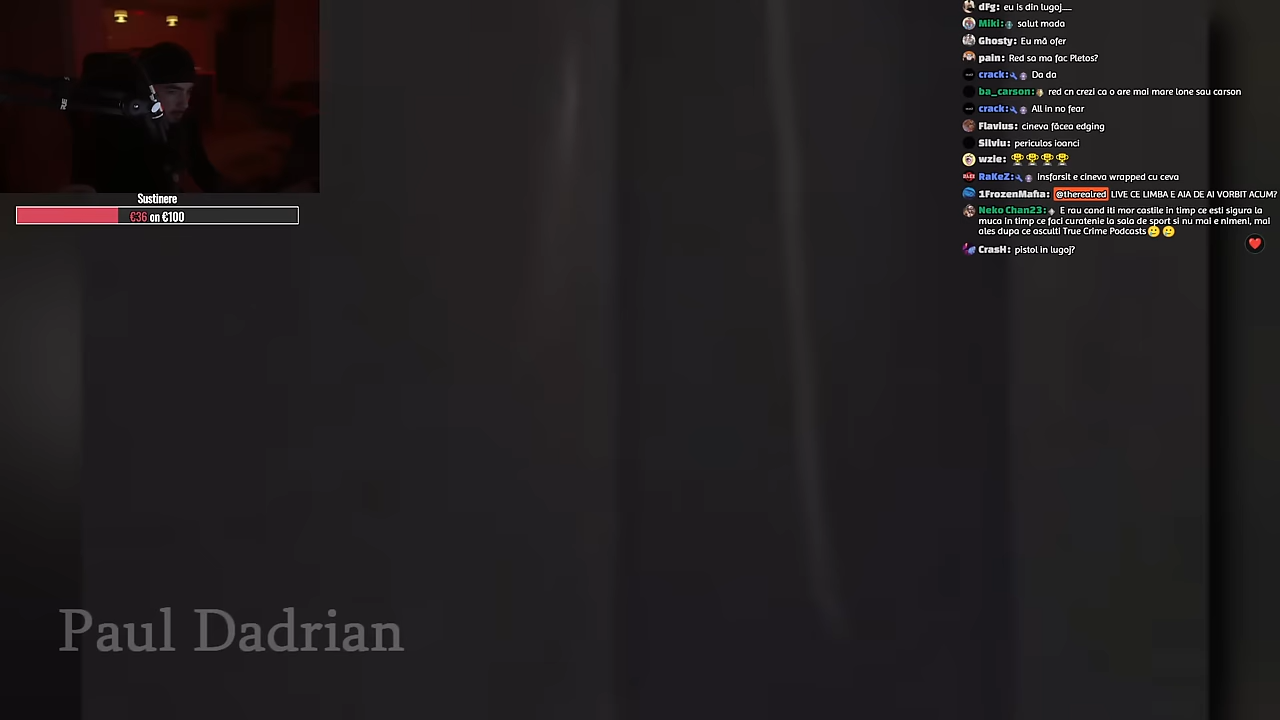 Sustinere
€36 on €100
dFg: eu is din lugoj__
Miki: salut mada
Ghosty: Eu mă ofer
pain: Red sa ma fac Pletos?
crack: Da da
ba_carson: red cn crezi ca o are mai mare lone sau carson
crack: All in no fear
Flavius: cineva făcea edging
Silviu: periculos ioanci
wzie: 🏆🏆🏆🏆
RaKeZ: Insfarsit e cineva wrapped cu ceva
1FrozenMafia: @therealred LIVE CE LIMBA E AIA DE AI VORBIT ACUM?
Neko Chan23: E rau cand iti mor castile in timp ce esti sigura la
muca in timp ce faci curatenie la sala de sport si nu mai e nimeni, mai
ales dupa ce asculti True Crime Podcasts🥲 🥲
CrasH: pistol in lugoj?
Paul Dadrian